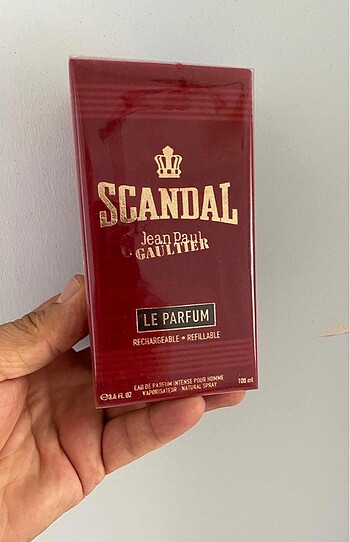 SCANDAL
Jean Paul
GAULTIER
LE PARFUM
RECHARGEABLE • REFILLABLE
EAU DE PARFUM INTENSE POUR HOMME
℮3.4 FL OZ VAPORISATEUR - NATURAL SPRAY 100 ml